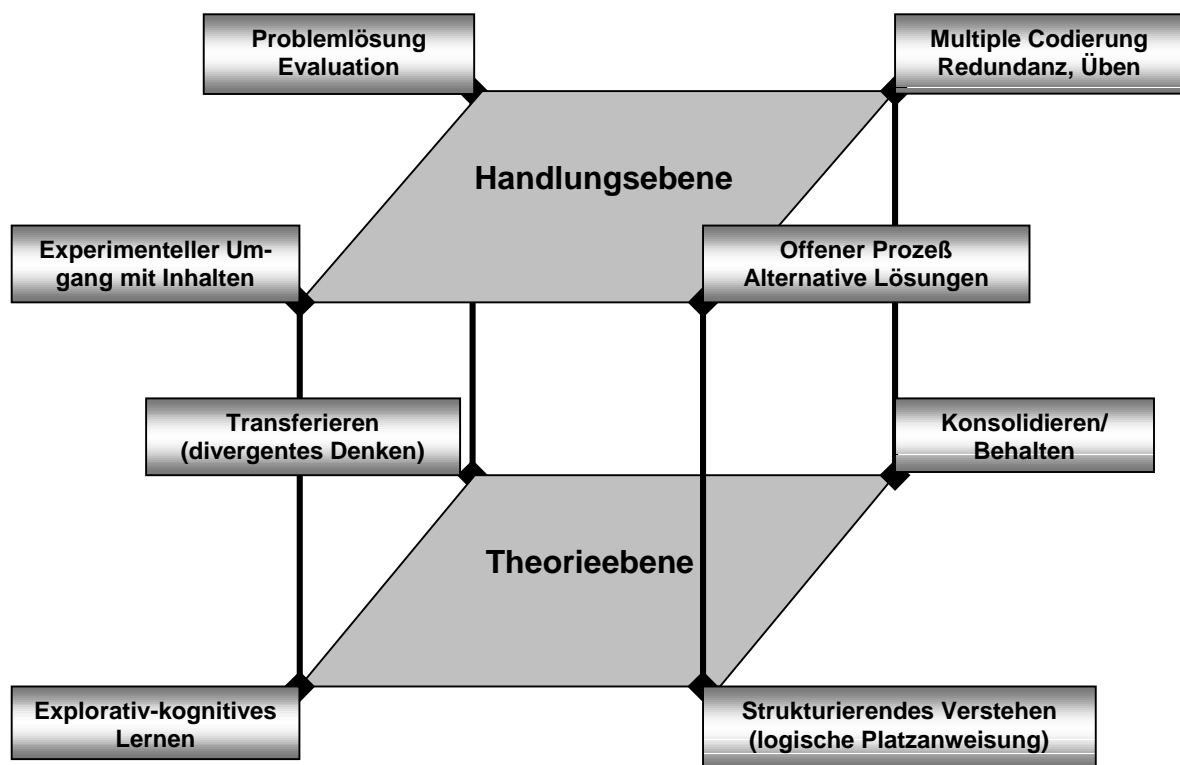 Problemlösung
Evaluation
Multiple Codierung
Redundanz, Üben
Handlungsebene
Experimenteller Um-
gang mit Inhalten
Offener Prozeß
Alternative Lösungen
Transferieren
(divergentes Denken)
Konsolidieren/
Behalten
Theorieebene
Explorativ-kognitives
Lernen
Strukturierendes Verstehen
(logische Platzanweisung)